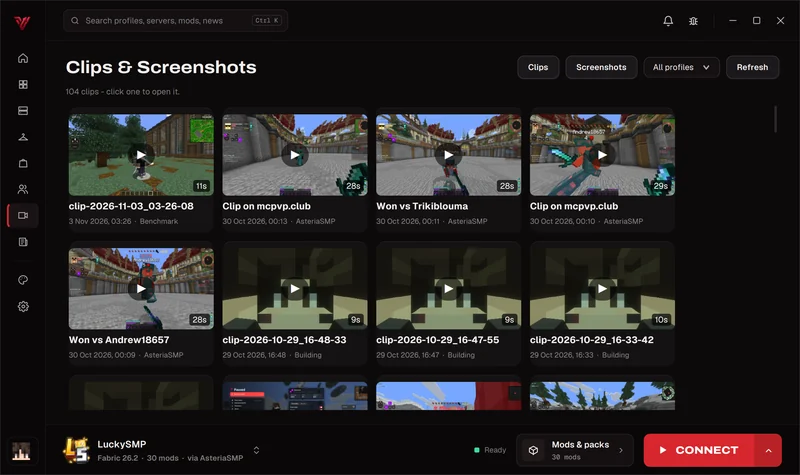 Search profiles, servers, mods, news
Ctrl K
Clips & Screenshots
Clips
Screenshots
All profiles
Refresh
104 clips - click one to open it.
11s
28s
28s
Andrew18657
29s
clip-2026-11-03_03-26-08
Clip on mcpvp.club
Won vs Trikiblouma
Clip on mcpvp.club
3 Nov 2026, 03:26 · Benchmark
30 Oct 2026, 00:13 · AsteriaSMP
30 Oct 2026, 00:11 · AsteriaSMP
30 Oct 2026, 00:10 · AsteriaSMP
28s
9s
9s
10s
Won vs Andrew18657
clip-2026-10-29_16-48-33
clip-2026-10-29_16-47-55
clip-2026-10-29_16-33-42
30 Oct 2026, 00:09 · AsteriaSMP
29 Oct 2026, 16:48 · Building
29 Oct 2026, 16:47 · Building
29 Oct 2026, 16:33 · Building
LuckySMP
Fabric 26.2 · 30 mods · via AsteriaSMP
Ready
Mods & packs
30 mods
CONNECT